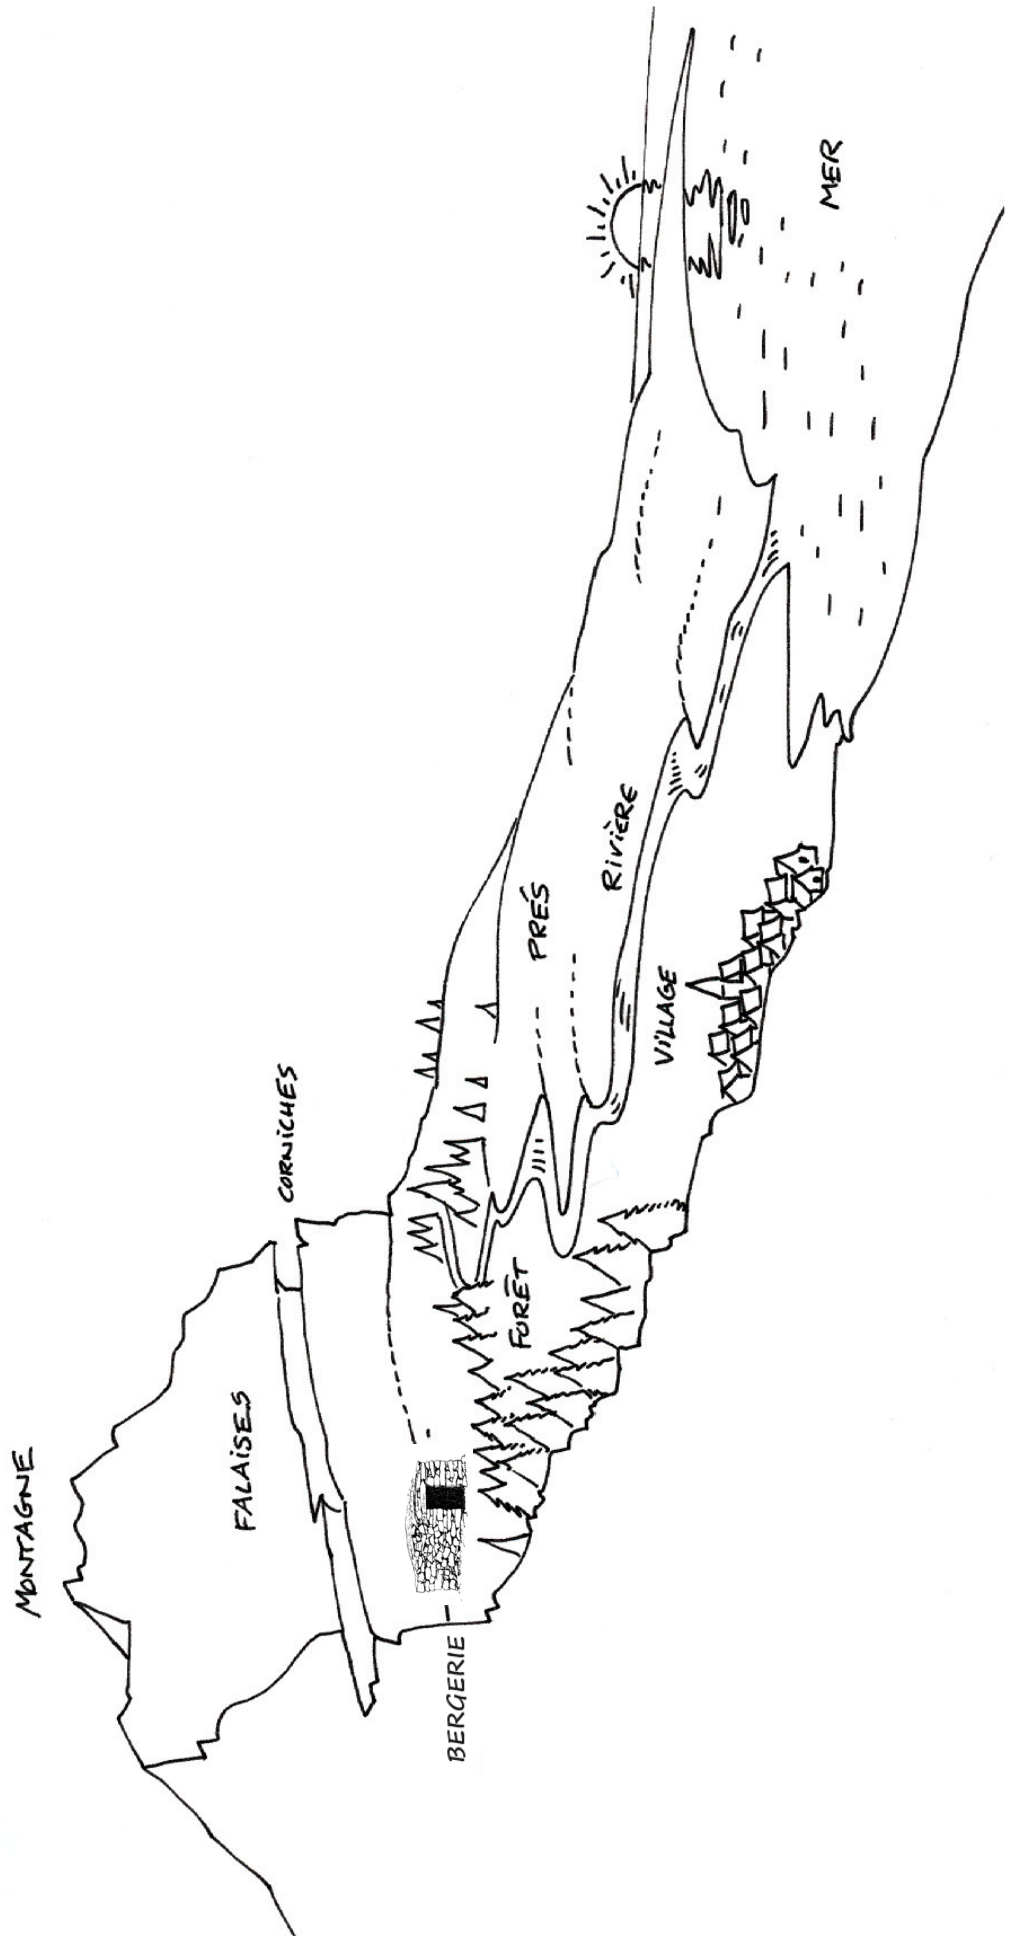 MONTAGNE
FALAISES
CORNICHES
BERGERIE
FORÊT
PRÉS
RIVIÈRE
VILLAGE
MER